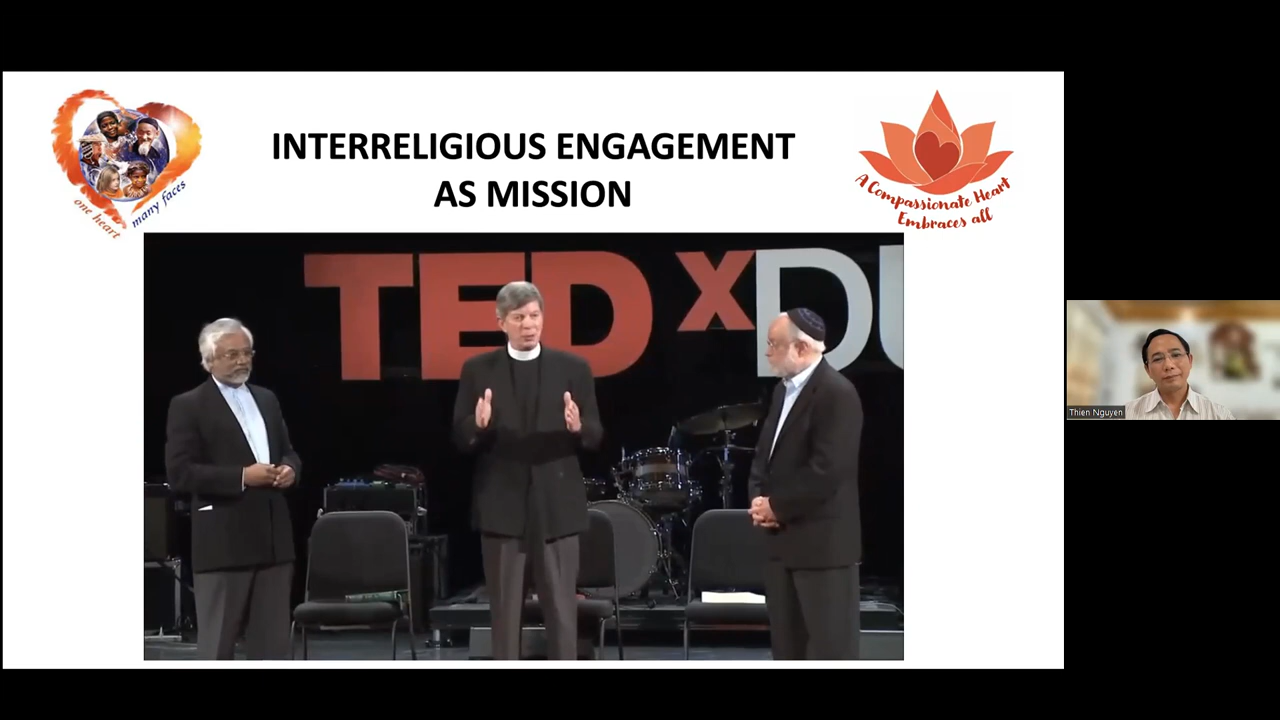 INTERRELIGIOUS ENGAGEMENT
AS MISSION
one heart
many faces
A Compassionate Heart
Embraces all
TEDxDU
Thien Nguyen